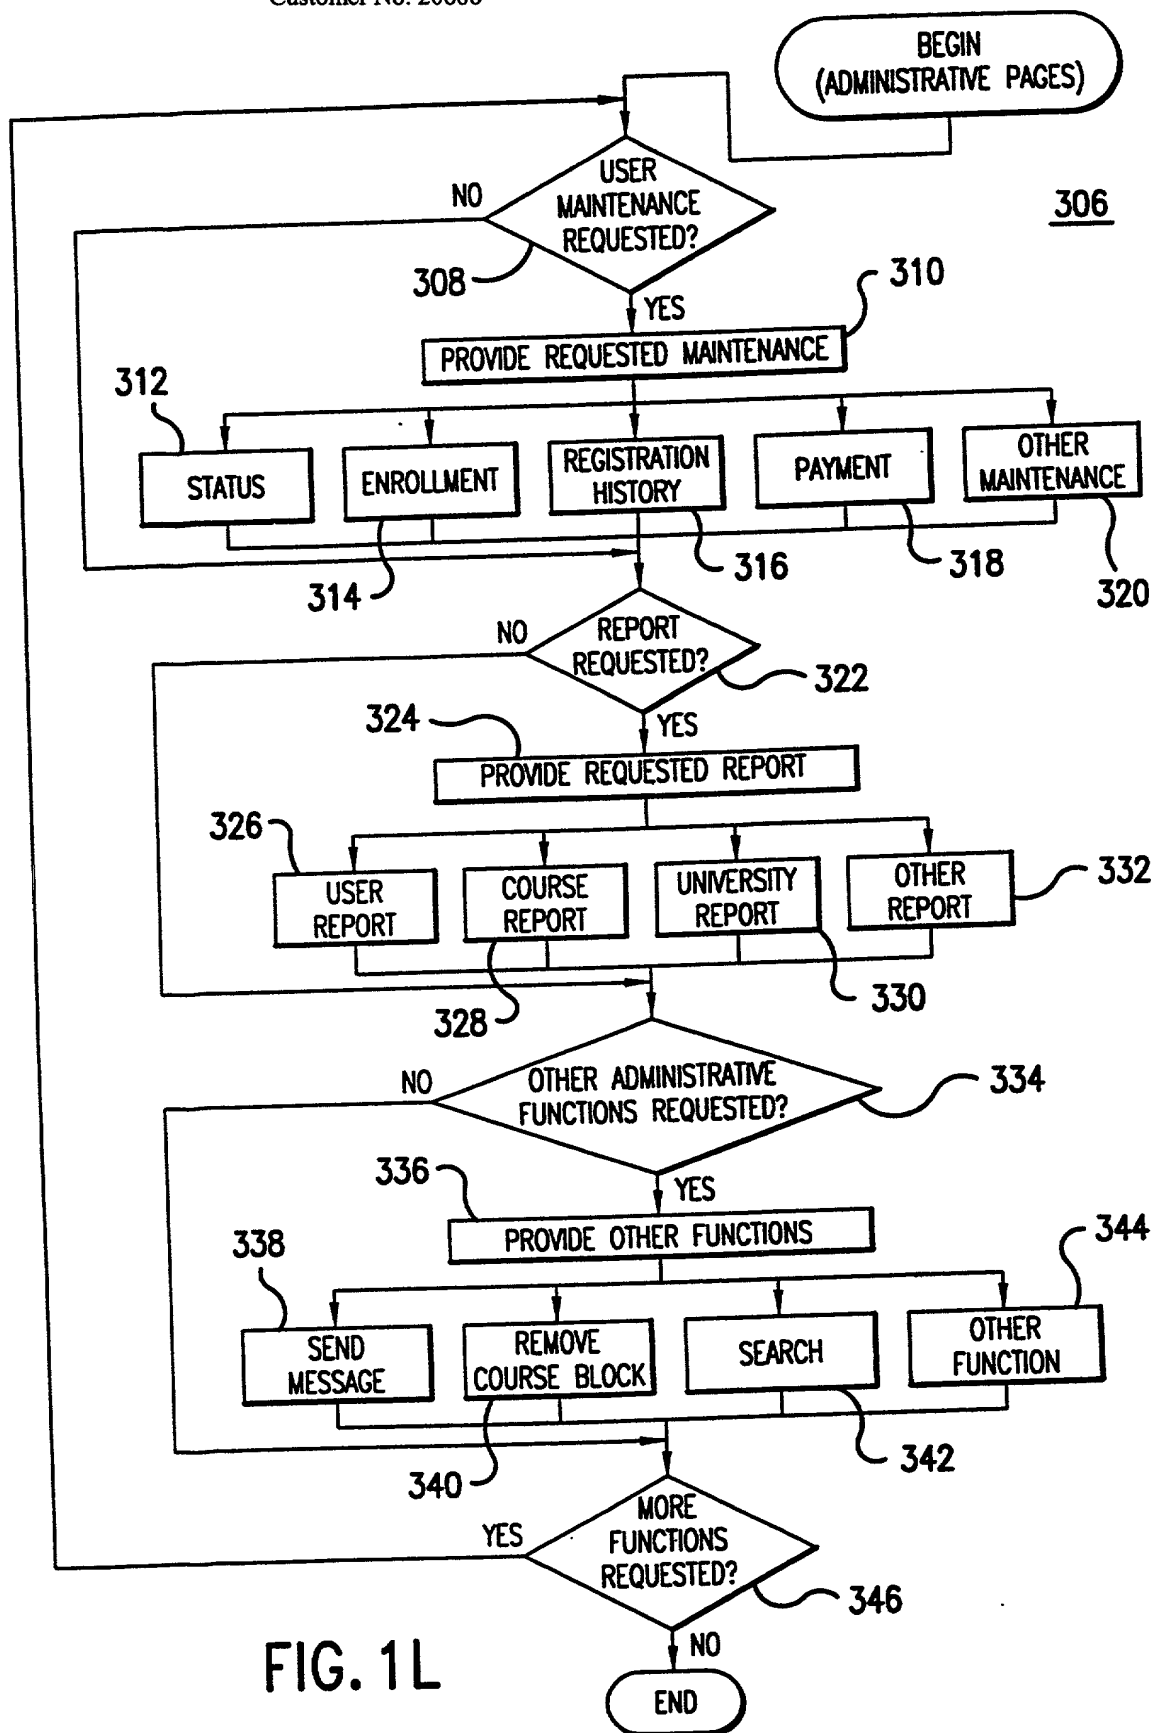 BEGIN
(ADMINISTRATIVE PAGES)
306
USER
MAINTENANCE
REQUESTED?
NO
308
YES
310
PROVIDE REQUESTED MAINTENANCE
312
STATUS
ENROLLMENT
REGISTRATION
HISTORY
PAYMENT
OTHER
MAINTENANCE
314
316
318
320
REPORT
REQUESTED?
NO
322
YES
324
PROVIDE REQUESTED REPORT
326
USER
REPORT
COURSE
REPORT
UNIVERSITY
REPORT
OTHER
REPORT
332
328
330
OTHER ADMINISTRATIVE
FUNCTIONS REQUESTED?
NO
334
YES
336
PROVIDE OTHER FUNCTIONS
338
344
SEND
MESSAGE
REMOVE
COURSE BLOCK
SEARCH
OTHER
FUNCTION
340
342
MORE
FUNCTIONS
REQUESTED?
YES
346
NO
END
FIG. 1L